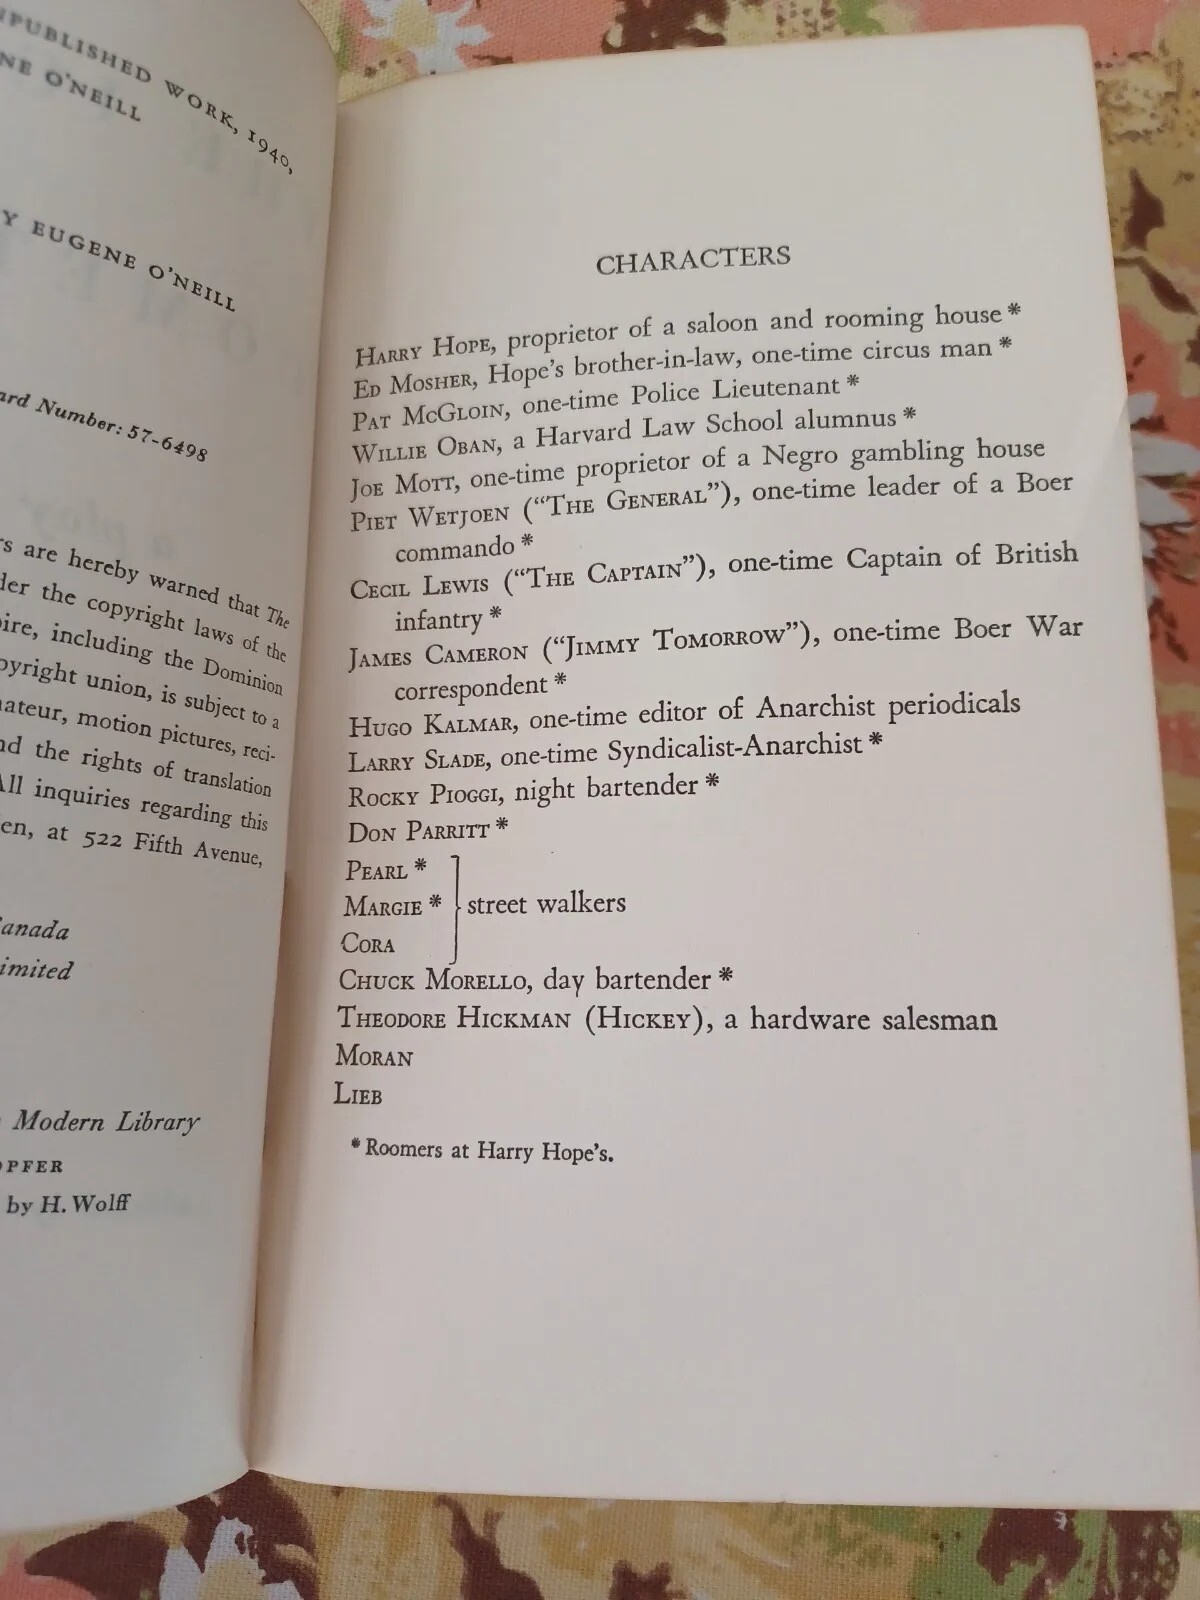 PUBLISHED WORK, 1940,
NE O'NEILL
Y EUGENE O'NEILL
ard Number: 57-6498
rs are hereby warned that The
der the copyright laws of the
pire, including the Dominion
pyright union, is subject to a
nateur, motion pictures, reci-
nd the rights of translation
All inquiries regarding this
en, at 522 Fifth Avenue,
Canada
imited
Modern Library
OPFER
by H. Wolff
CHARACTERS
HARRY HOPE, proprietor of a saloon and rooming house *
ED MOSHER, Hope's brother-in-law, one-time circus man *
PAT MCGLOIN, one-time Police Lieutenant *
WILLIE OBAN, a Harvard Law School alumnus *
JOE MOTT, one-time proprietor of a Negro gambling house
PIET WETJOEN ("THE GENERAL"), one-time leader of a Boer
commando *
CECIL LEWIS ("THE CAPTAIN"), one-time Captain of British
infantry *
JAMES CAMERON ("JIMMY TOMORROW"), one-time Boer War
correspondent *
HUGO KALMAR, one-time editor of Anarchist periodicals
LARRY SLADE, one-time Syndicalist-Anarchist *
ROCKY PIOGGI, night bartender *
DON PARRITT *
PEARL *
MARGIE * street walkers
CORA
CHUCK MORELLO, day bartender *
THEODORE HICKMAN (HICKEY), a hardware salesman
MORAN
LIEB
* Roomers at Harry Hope's.